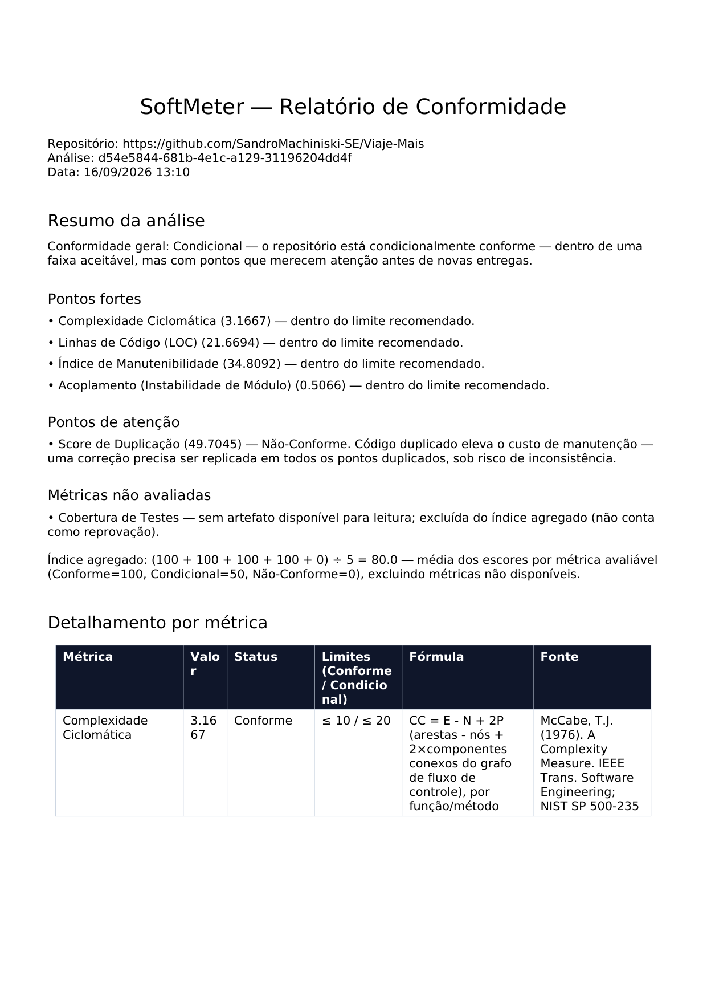 SoftMeter — Relatório de Conformidade
Repositório: https://github.com/SandroMachiniski-SE/Viaje-Mais
Análise: d54e5844-681b-4e1c-a129-31196204dd4f
Data: 16/09/2026 13:10
Resumo da análise
Conformidade geral: Condicional — o repositório está condicionalmente conforme — dentro de uma
faixa aceitável, mas com pontos que merecem atenção antes de novas entregas.
Pontos fortes
• Complexidade Ciclomática (3.1667) — dentro do limite recomendado.
• Linhas de Código (LOC) (21.6694) — dentro do limite recomendado.
• Índice de Manutenibilidade (34.8092) — dentro do limite recomendado.
• Acoplamento (Instabilidade de Módulo) (0.5066) — dentro do limite recomendado.
Pontos de atenção
• Score de Duplicação (49.7045) — Não-Conforme. Código duplicado eleva o custo de manutenção —
uma correção precisa ser replicada em todos os pontos duplicados, sob risco de inconsistência.
Métricas não avaliadas
• Cobertura de Testes — sem artefato disponível para leitura; excluída do índice agregado (não conta
como reprovação).
Índice agregado: (100 + 100 + 100 + 100 + 0) ÷ 5 = 80.0 — média dos escores por métrica avaliável
(Conforme=100, Condicional=50, Não-Conforme=0), excluindo métricas não disponíveis.
Detalhamento por métrica
Métrica
Valo
r
Status
Limites
(Conforme
/ Condicio
nal)
Fórmula
Fonte
Complexidade
Ciclomática
3.16
67
Conforme
≤ 10 / ≤ 20
CC = E - N + 2P
(arestas - nós +
2×componentes
conexos do grafo
de fluxo de
controle), por
função/método
McCabe, T.J.
(1976). A
Complexity
Measure. IEEE
Trans. Software
Engineering;
NIST SP 500-235